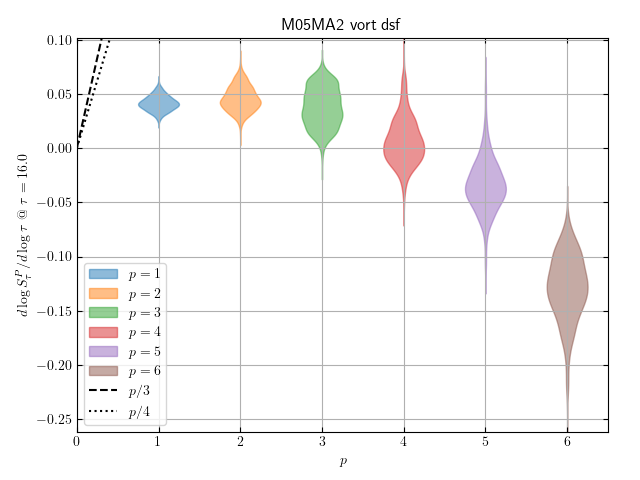 M05MA2 vort dsf
d log S_τ^P / d log τ @ τ = 16.0
0.10
0.05
0.00
−0.05
−0.10
−0.15
−0.20
−0.25
p = 1
p = 2
p = 3
p = 4
p = 5
p = 6
p/3
p/4
0 1 2 3 4 5 6
p